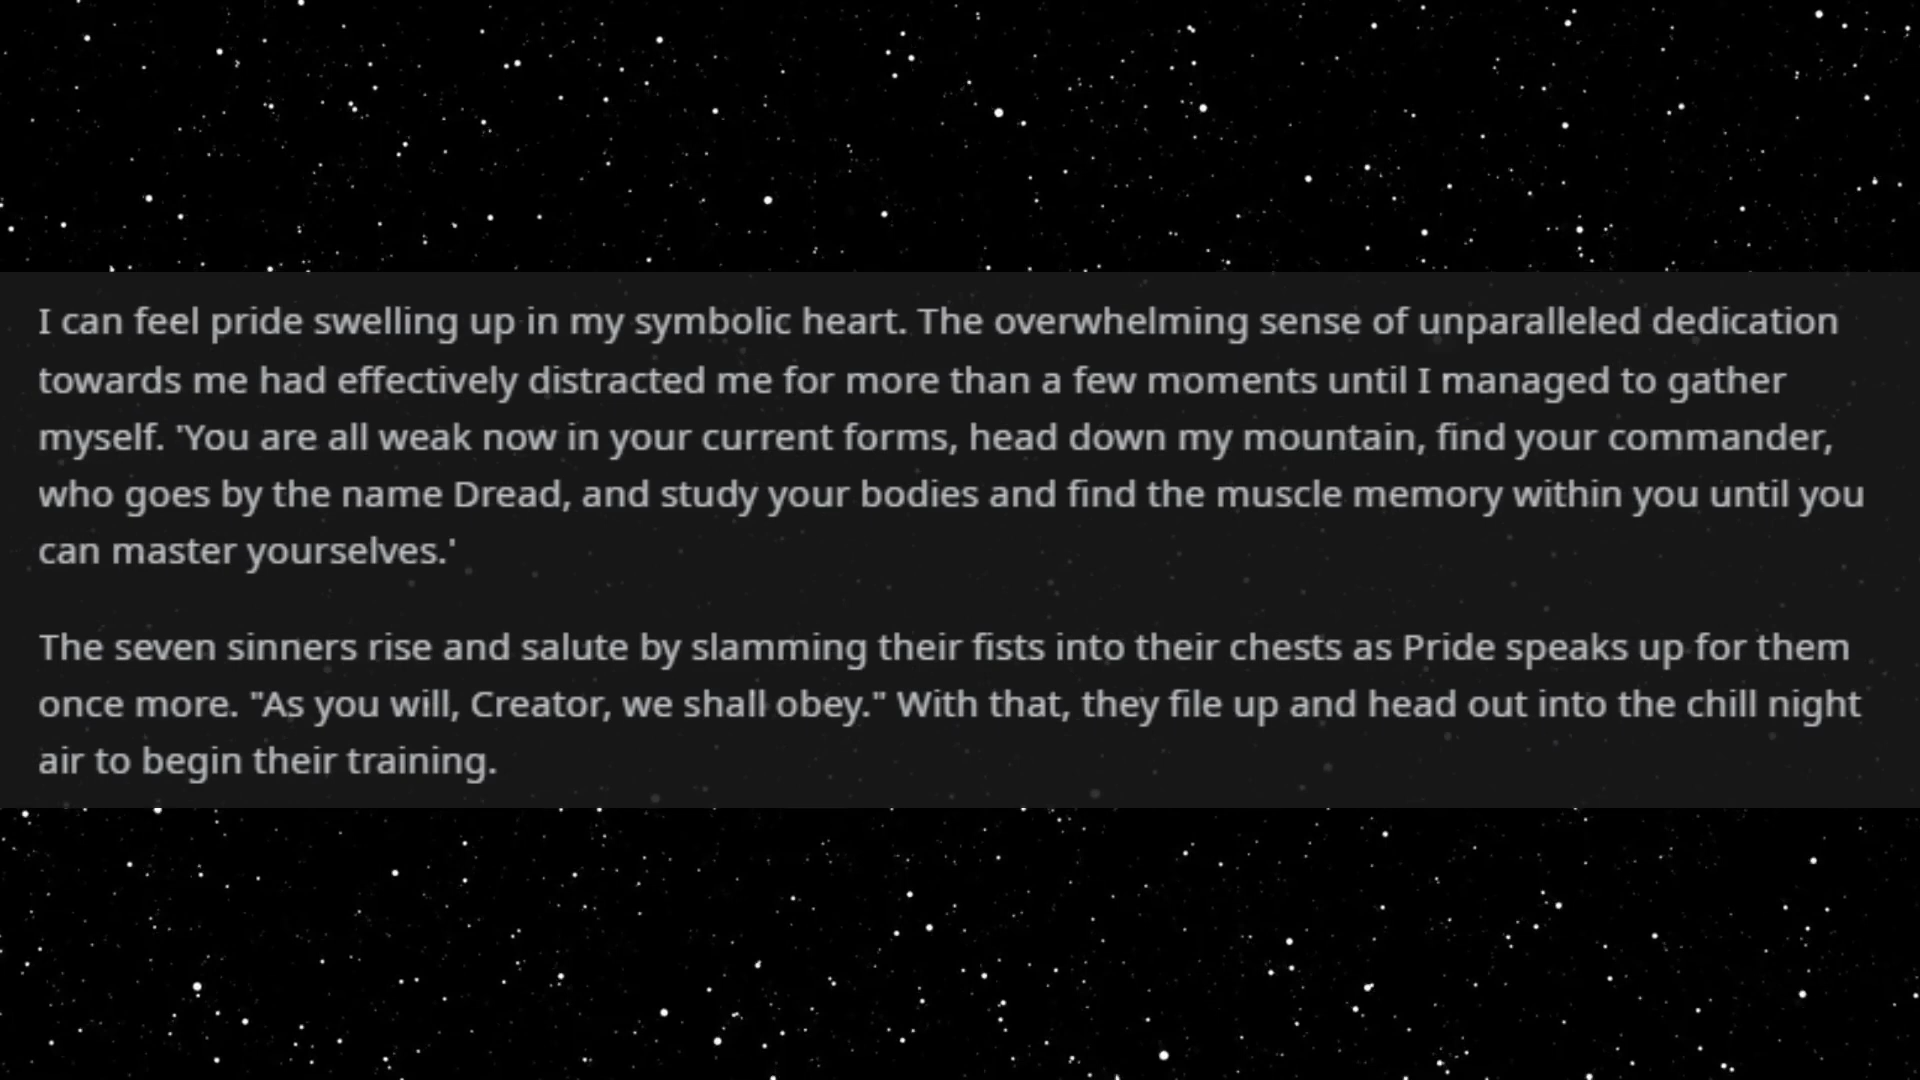 I can feel pride swelling up in my symbolic heart. The overwhelming sense of unparalleled dedication
towards me had effectively distracted me for more than a few moments until I managed to gather
myself. 'You are all weak now in your current forms, head down my mountain, find your commander,
who goes by the name Dread, and study your bodies and find the muscle memory within you until you
can master yourselves.'
The seven sinners rise and salute by slamming their fists into their chests as Pride speaks up for them
once more. "As you will, Creator, we shall obey." With that, they file up and head out into the chill night
air to begin their training.